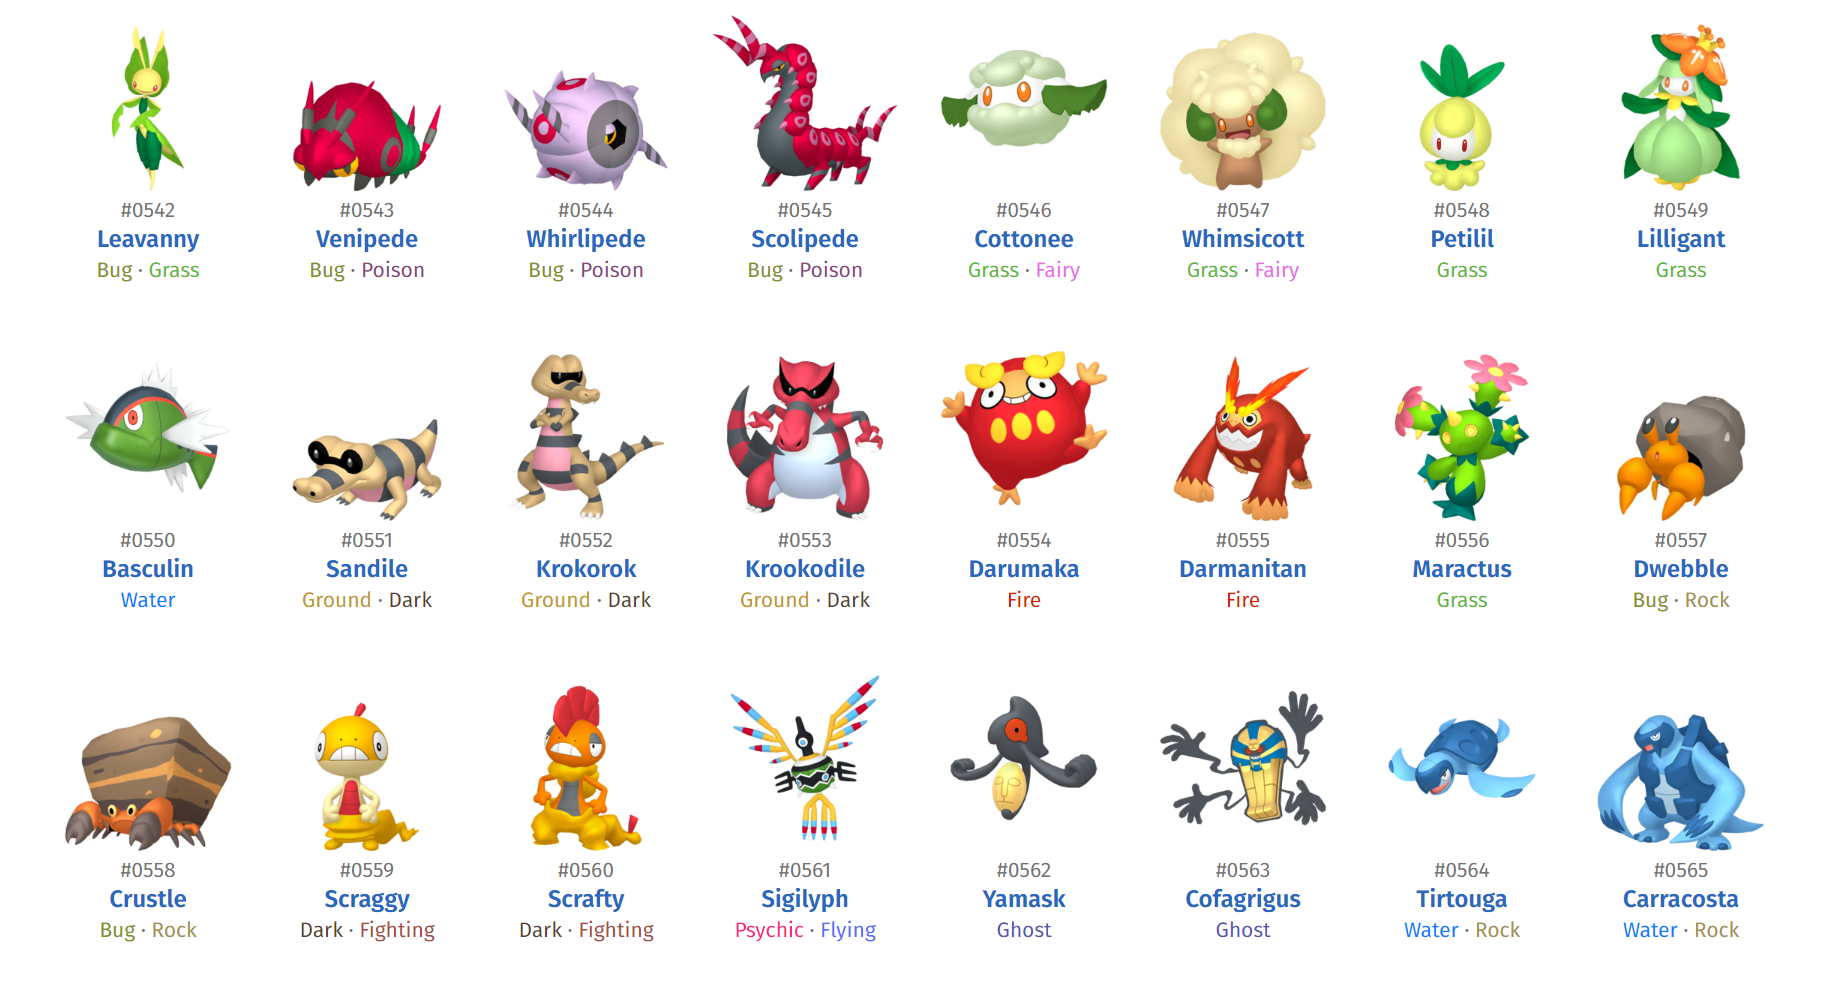 #0542 #0543 #0544 #0545 #0546 #0547 #0548 #0549
Leavanny Venipede Whirlipede Scolipede Cottonee Whimsicott Petilil Lilligant
Bug · Grass Bug · Poison Bug · Poison Bug · Poison Grass · Fairy Grass · Fairy Grass Grass
#0550 #0551 #0552 #0553 #0554 #0555 #0556 #0557
Basculin Sandile Krokorok Krookodile Darumaka Darmanitan Maractus Dwebble
Water Ground · Dark Ground · Dark Ground · Dark Fire Fire Grass Bug · Rock
#0558 #0559 #0560 #0561 #0562 #0563 #0564 #0565
Crustle Scraggy Scrafty Sigilyph Yamask Cofagrigus Tirtouga Carracosta
Bug · Rock Dark · Fighting Dark · Fighting Psychic · Flying Ghost Ghost Water · Rock Water · Rock